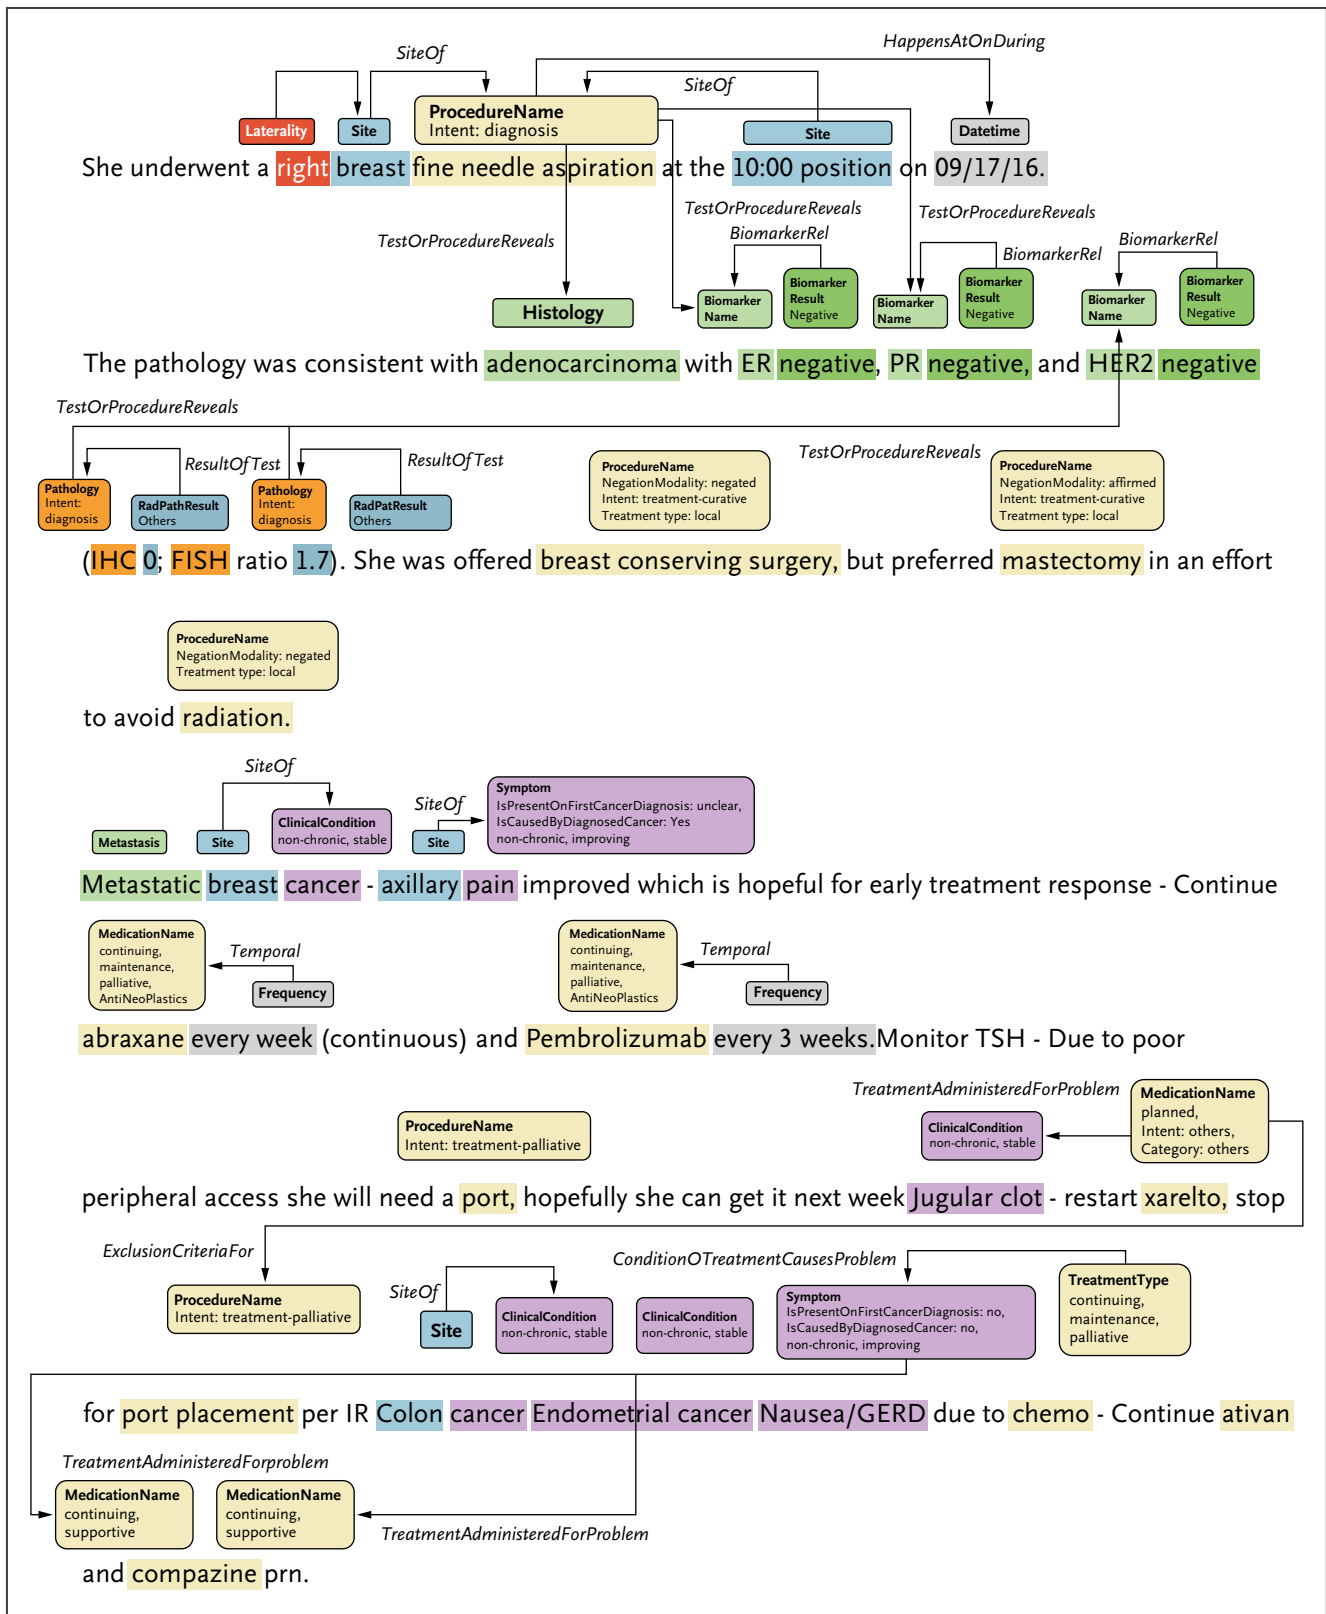 HappensAtOnDuring
SiteOf
SiteOf
ProcedureName
Intent: diagnosis
Laterality
Site
Site
Datetime
She underwent a right breast fine needle aspiration at the 10:00 position on 09/17/16.
TestOrProcedureReveals
TestOrProcedureReveals
TestOrProcedureReveals
BiomarkerRel
BiomarkerRel
BiomarkerRel
Histology
Biomarker
Name
Biomarker
Result
Negative
Biomarker
Name
Biomarker
Result
Negative
Biomarker
Name
Biomarker
Result
Negative
The pathology was consistent with adenocarcinoma with ER negative, PR negative, and HER2 negative
TestOrProcedureReveals
ResultOfTest
ResultOfTest
TestOrProcedureReveals
Pathology
Intent:
diagnosis
RadPathResult
Others
Pathology
Intent:
diagnosis
RadPatResult
Others
ProcedureName
NegationModality: negated
Intent: treatment-curative
Treatment type: local
ProcedureName
NegationModality: affirmed
Intent: treatment-curative
Treatment type: local
(IHC 0; FISH ratio 1.7). She was offered breast conserving surgery, but preferred mastectomy in an effort
ProcedureName
NegationModality: negated
Treatment type: local
to avoid radiation.
SiteOf
SiteOf
Metastasis
Site
ClinicalCondition
non-chronic, stable
Site
Symptom
IsPresentOnFirstCancerDiagnosis: unclear,
IsCausedByDiagnosedCancer: Yes
non-chronic, improving
Metastatic breast cancer - axillary pain improved which is hopeful for early treatment response - Continue
MedicationName
continuing,
maintenance,
palliative,
AntiNeoPlastics
Temporal
Frequency
MedicationName
continuing,
maintenance,
palliative,
AntiNeoPlastics
Temporal
Frequency
abraxane every week (continuous) and Pembrolizumab every 3 weeks.Monitor TSH - Due to poor
TreatmentAdministeredForProblem
ProcedureName
Intent: treatment-palliative
ClinicalCondition
non-chronic, stable
MedicationName
planned,
Intent: others,
Category: others
peripheral access she will need a port, hopefully she can get it next week Jugular clot - restart xarelto, stop
ExclusionCriteriaFor
ConditionOTreatmentCausesProblem
SiteOf
ProcedureName
Intent: treatment-palliative
Site
ClinicalCondition
non-chronic, stable
ClinicalCondition
non-chronic, stable
Symptom
IsPresentOnFirstCancerDiagnosis: no,
IsCausedByDiagnosedCancer: no,
non-chronic, improving
TreatmentType
continuing,
maintenance,
palliative
for port placement per IR Colon cancer Endometrial cancer Nausea/GERD due to chemo - Continue ativan
TreatmentAdministeredForproblem
MedicationName
continuing,
supportive
MedicationName
continuing,
supportive
TreatmentAdministeredForProblem
and compazine prn.